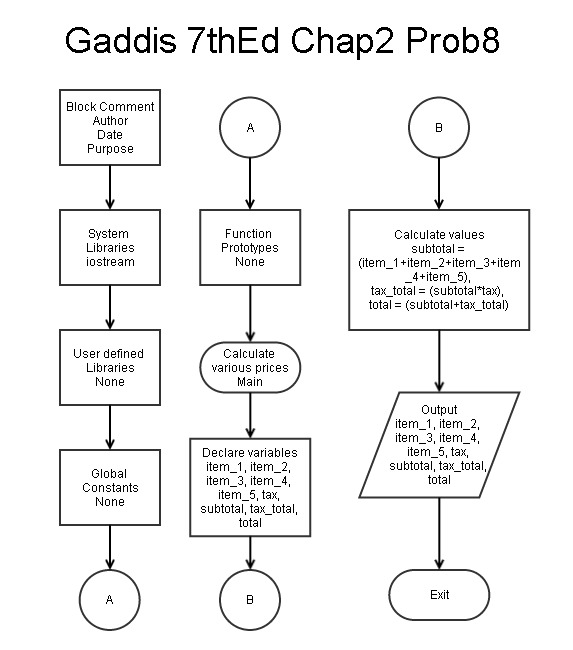 Gaddis 7thEd Chap2 Prob8
Block Comment
Author
Date
Purpose
System
Libraries
iostream
User defined
Libraries
None
Global
Constants
None
A
A
Function
Prototypes
None
Calculate
various prices
Main
Declare variables
item_1, item_2,
item_3, item_4,
item_5, tax,
subtotal, tax_total,
total
B
B
Calculate values
subtotal =
(item_1+item_2+item_3+item
_4+item_5),
tax_total = (subtotal*tax),
total = (subtotal+tax_total)
Output
item_1, item_2,
item_3, item_4,
item_5, tax,
subtotal, tax_total,
total
Exit